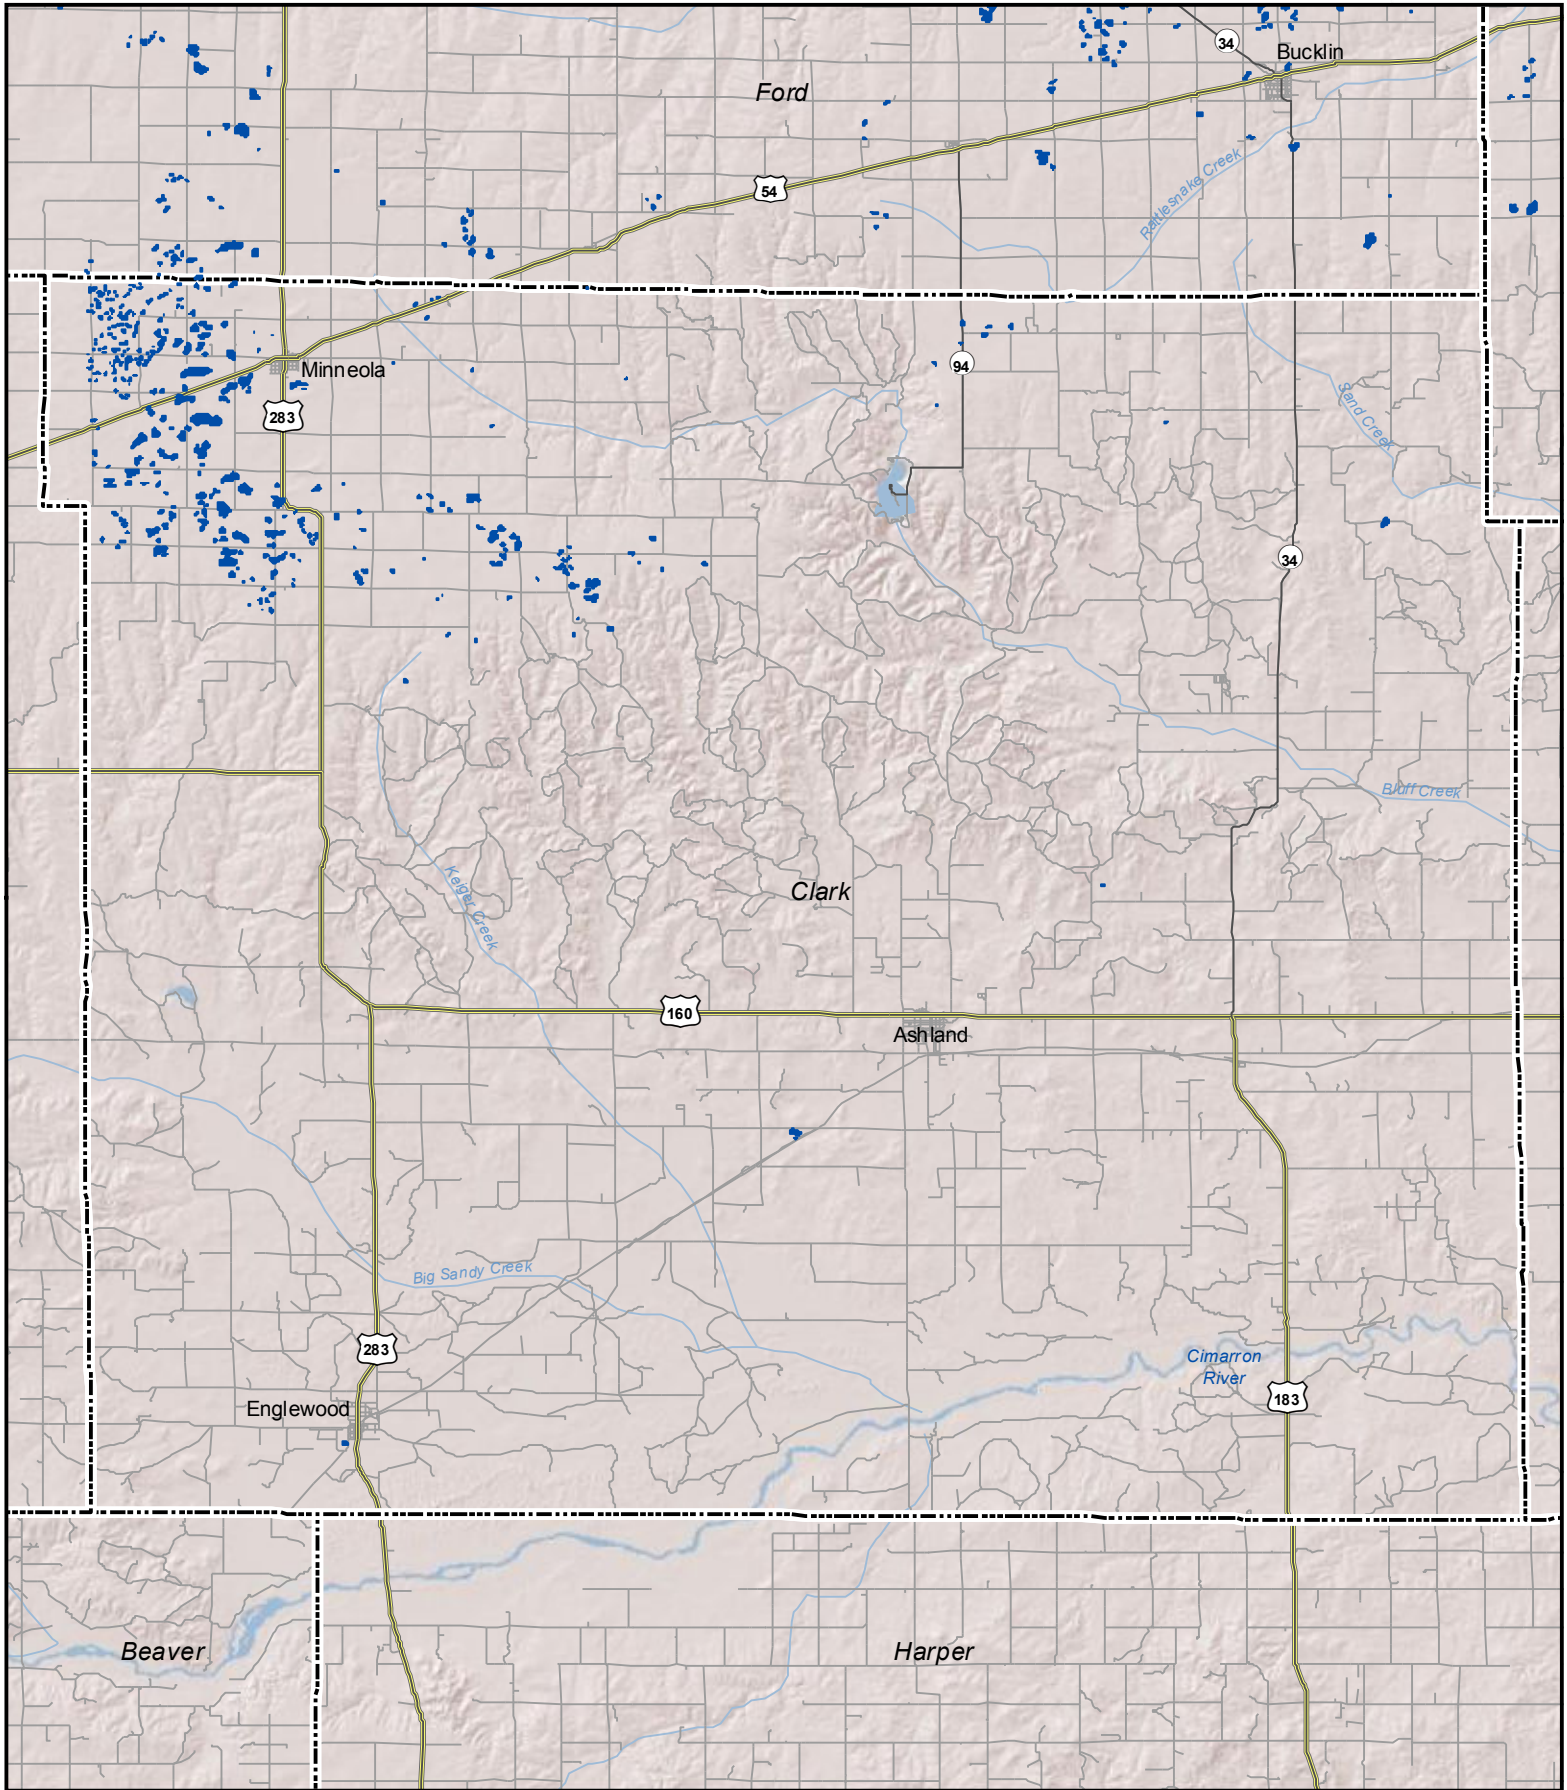 34
Bucklin
Ford
Rattlesnake Creek
54
Minneola
94
283
Sand Creek
34
Bluff Creek
Keiger Creek
Clark
160
Ashland
Big Sandy Creek
283
Cimarron
River
183
Englewood
Beaver
Harper